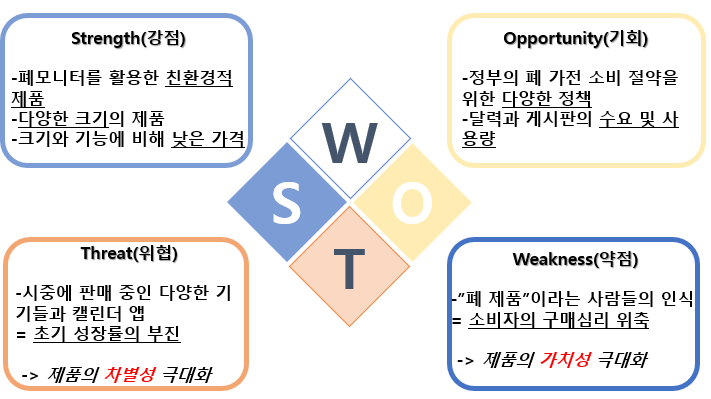 Strength(강점)
-폐모니터를 활용한 친환경적
제품
-다양한 크기의 제품
-크기와 기능에 비해 낮은 가격
Opportunity(기회)
-정부의 폐 가전 소비 절약을
위한 다양한 정책
-달력과 게시판의 수요 및 사
용량
W
S
O
T
Threat(위협)
-시중에 판매 중인 다양한 기
기들과 캘린더 앱
= 초기 성장률의 부진
-> 제품의 차별성 극대화
Weakness(약점)
-”폐 제품”이라는 사람들의 인식
= 소비자의 구매심리 위축
-> 제품의 가치성 극대화